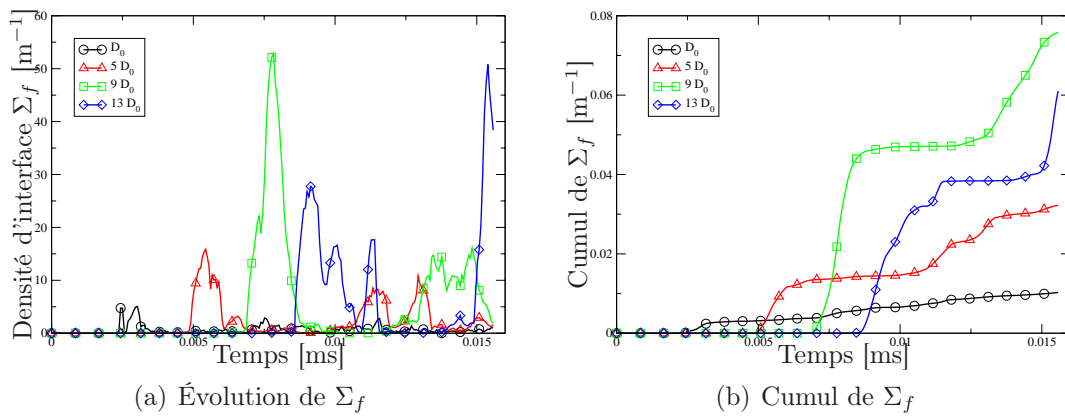 Densité d'interface Σ_f [m⁻¹]
60
50
40
30
20
10
0
D₀
5 D₀
9 D₀
13 D₀
0
0.005
0.01
0.015
Temps [ms]
(a) Évolution de Σ_f
Cumul de Σ_f [m⁻¹]
0.08
0.06
0.04
0.02
0
D₀
5 D₀
9 D₀
13 D₀
0
0.005
0.01
0.015
Temps [ms]
(b) Cumul de Σ_f